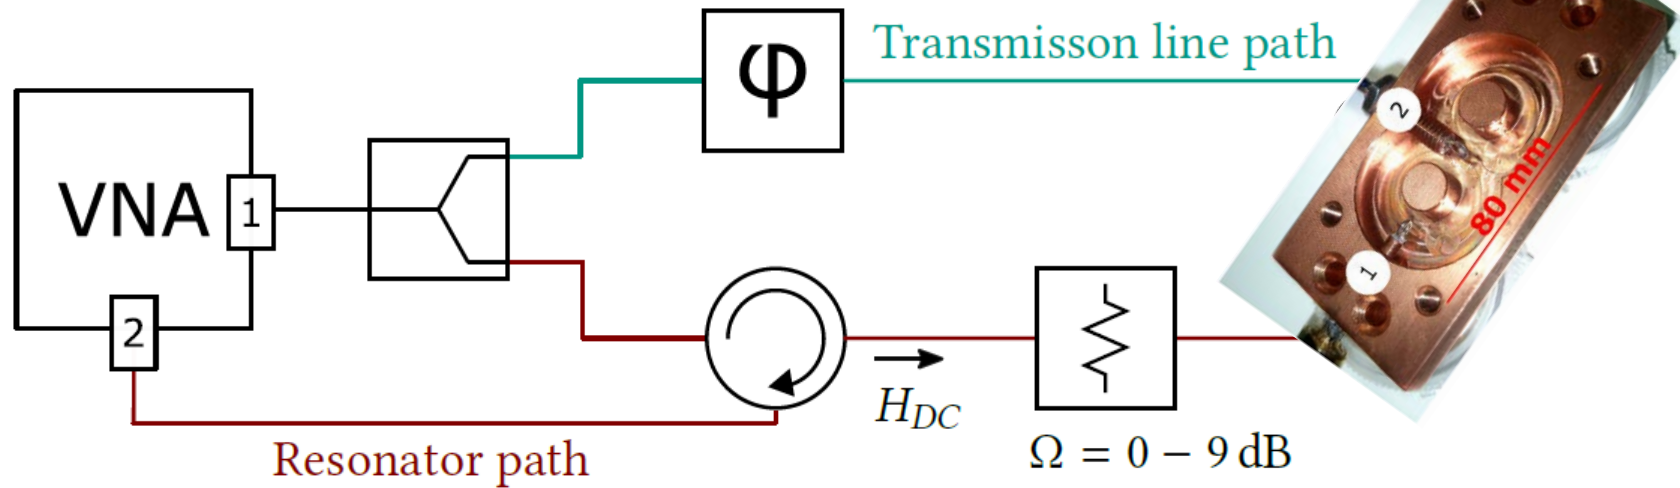 Transmisson line path
φ
VNA
1
2
2
80 mm
1
H_DC
Resonator path
Ω = 0 – 9 dB